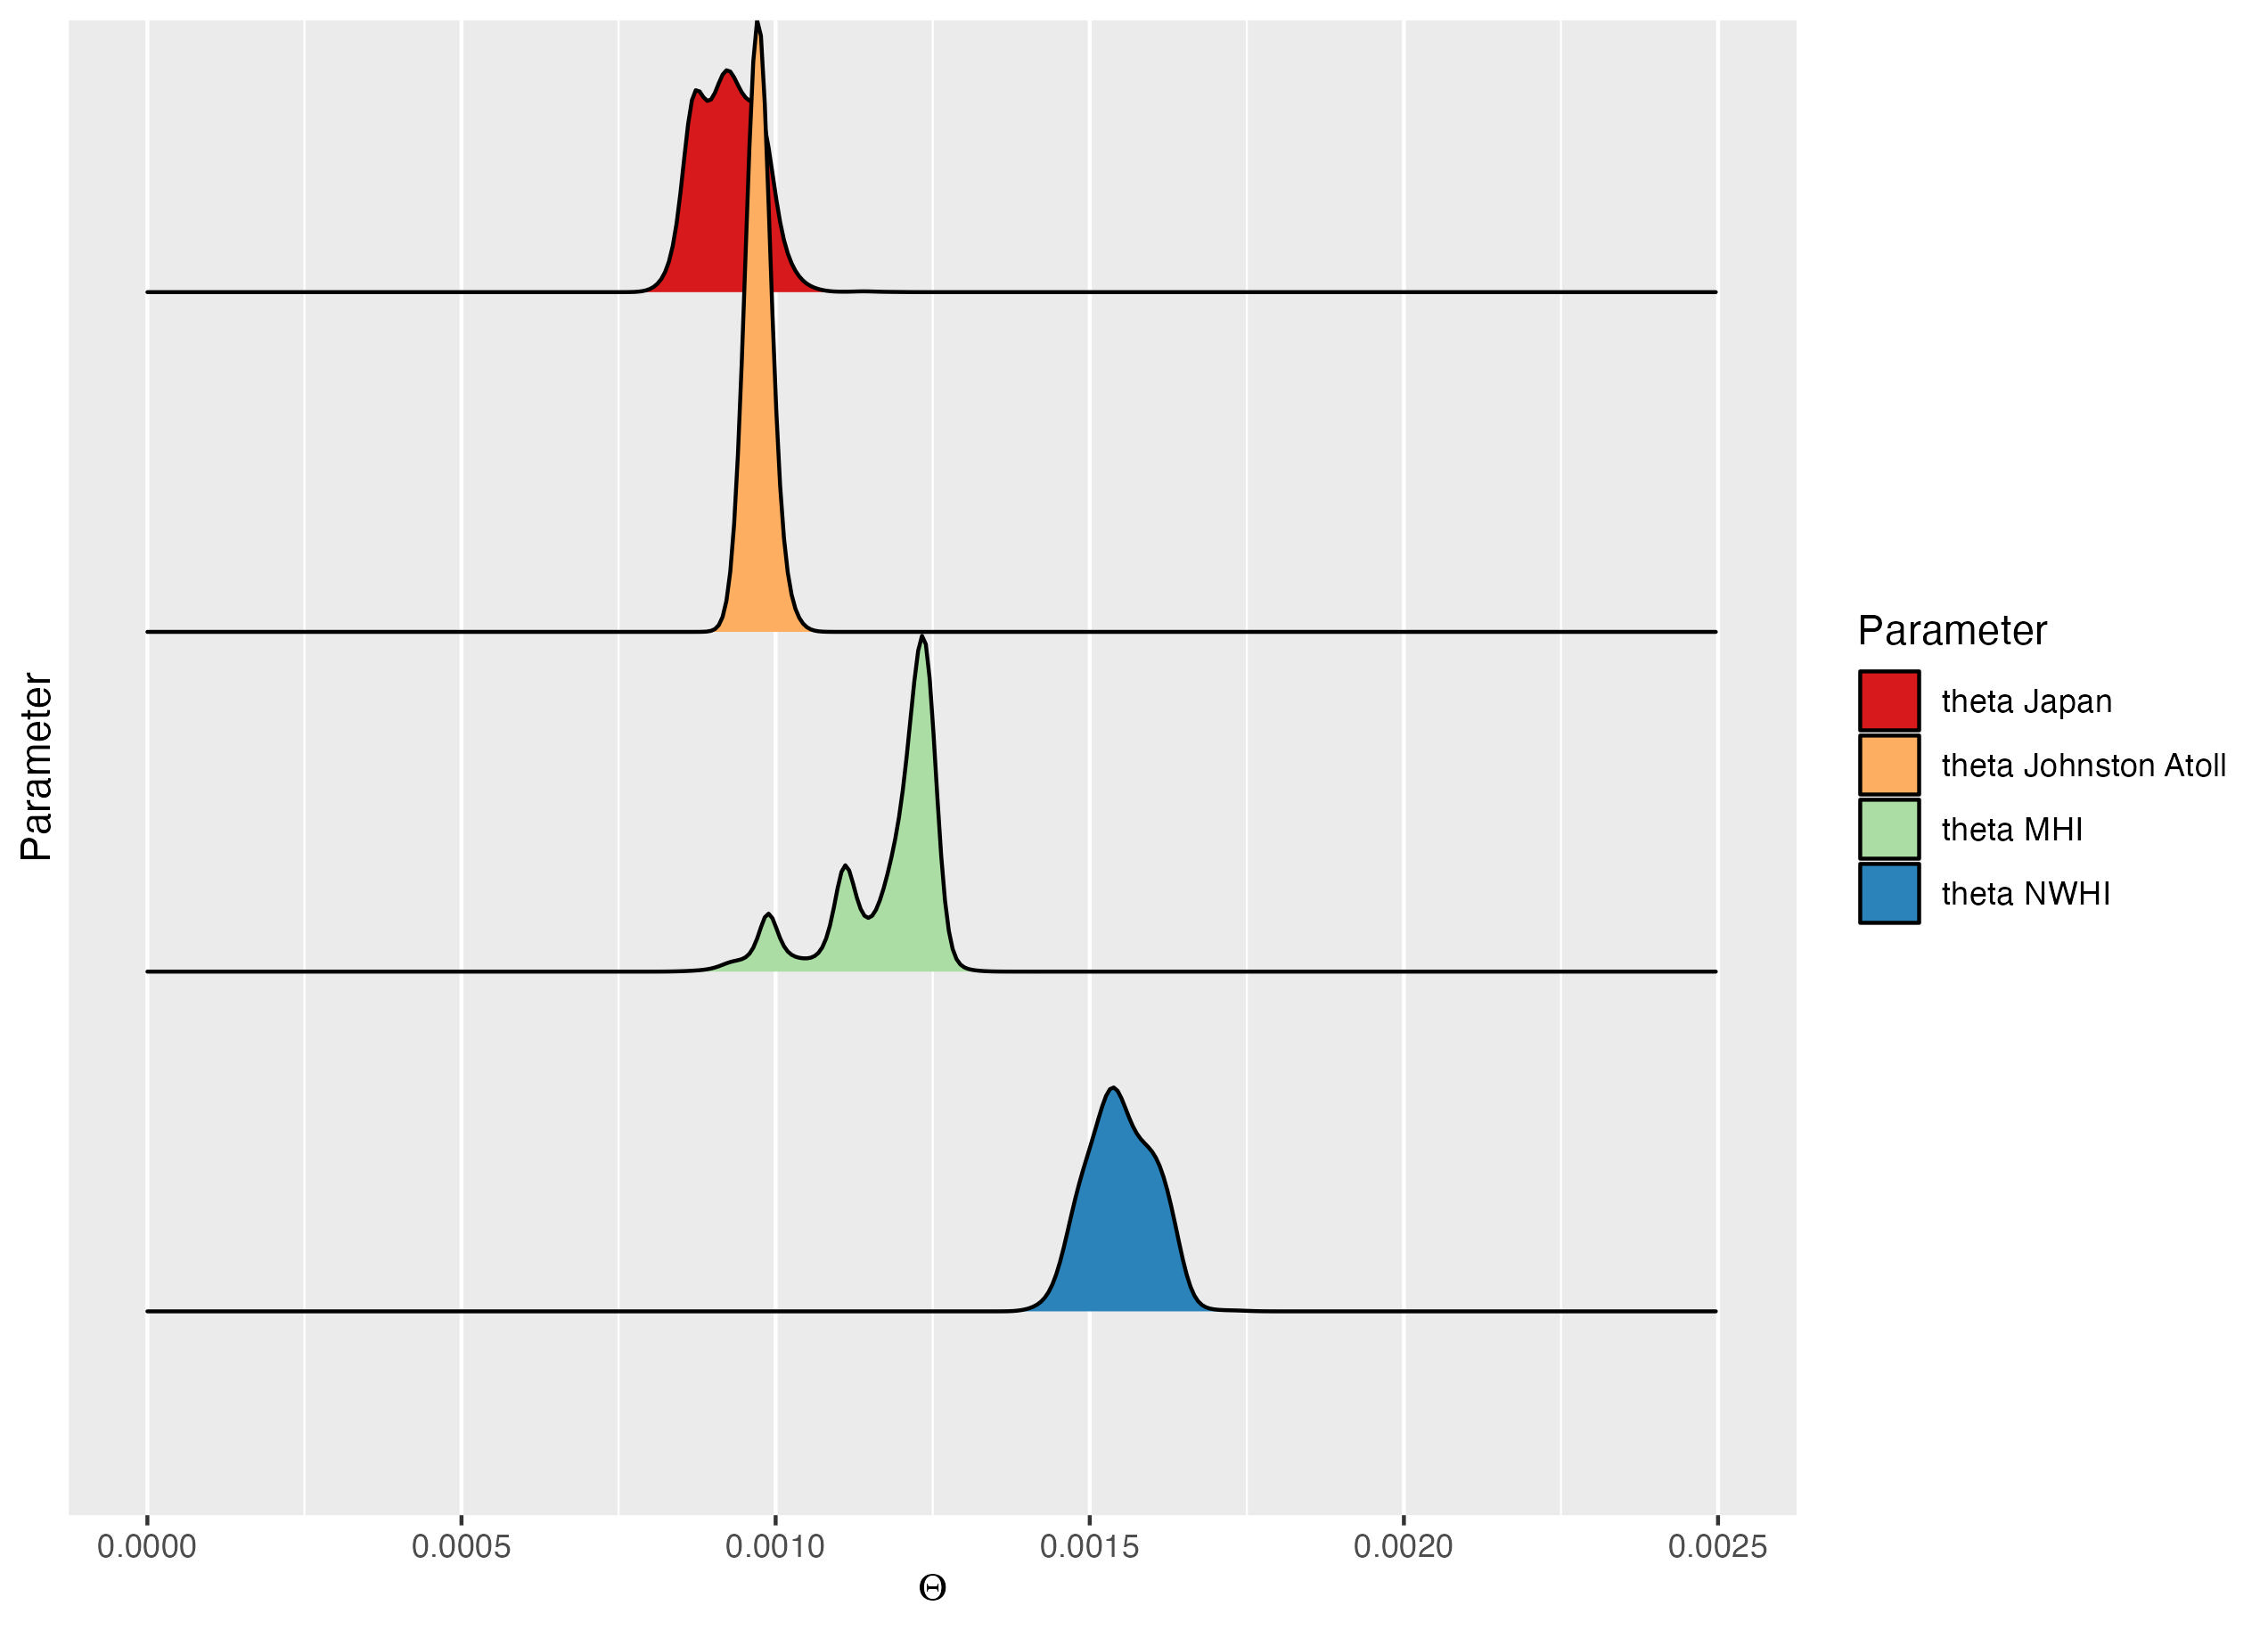 Parameter
0.0000 0.0005 0.0010 0.0015 0.0020 0.0025
Θ
Parameter
theta Japan
theta Johnston Atoll
theta MHI
theta NWHI